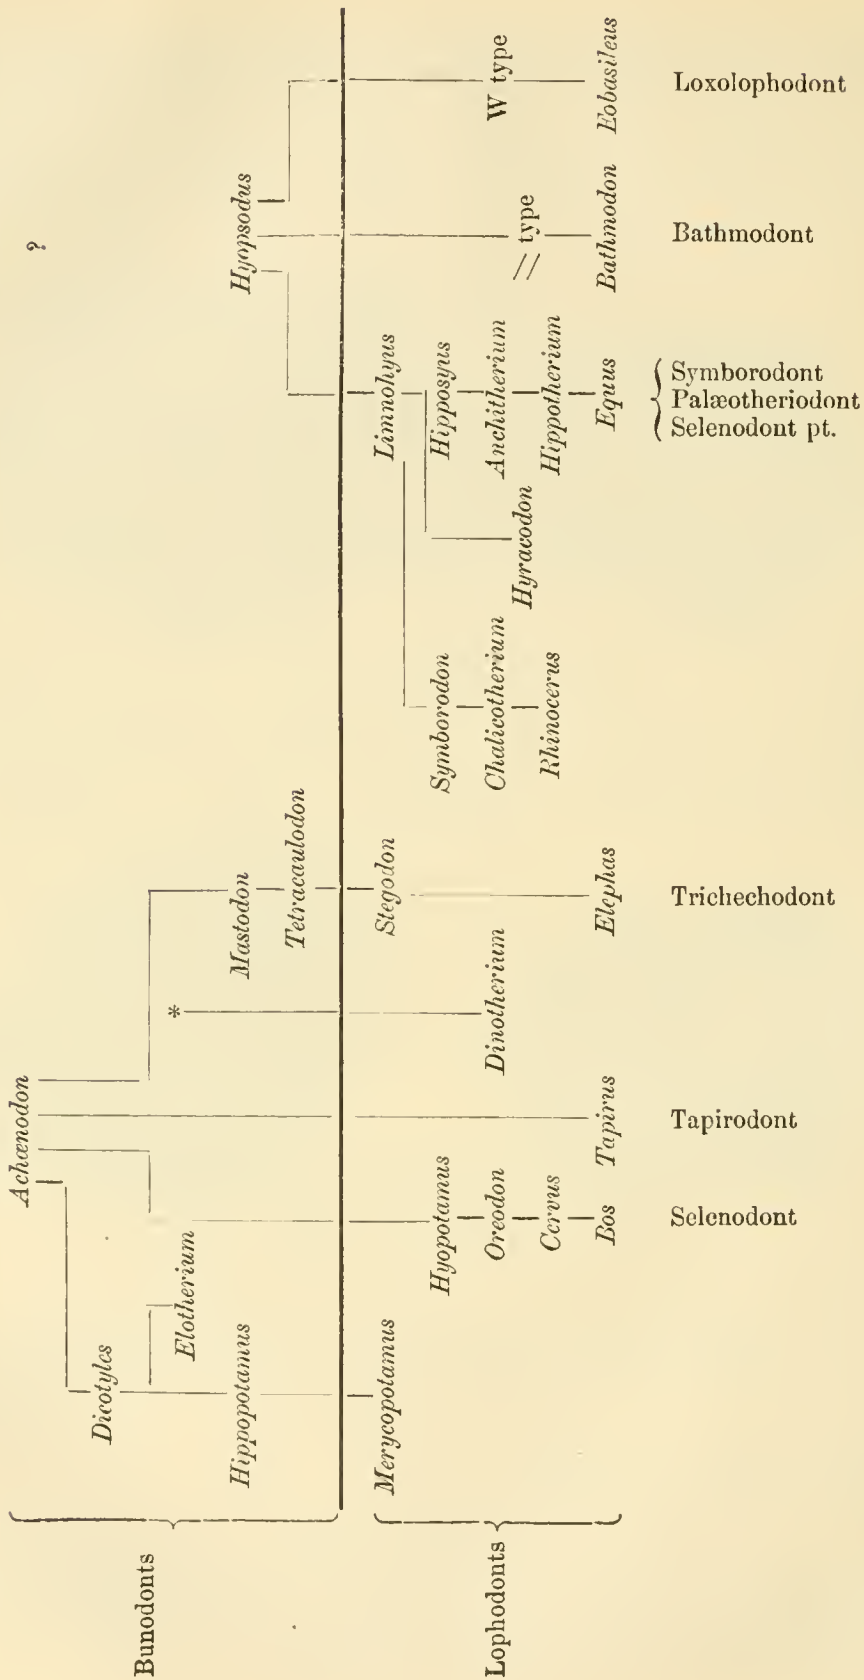 Bunodonts
Achænodon
?
Dicotyles
Elotherium
Hippopotamus
*
Mastodon
Tetracaulodon
Hyopsodus
Lophodonts
Merycopotamus
Hyopotamus
Oreodon
Cervus
Bos
Tapirus
Dinotherium
Stegodon
Elephas
Limnohyus
Symborodon
Chalicotherium
Rhinocerus
Hyracodon
Hipposyus
Anchitherium
Hippotherium
Equus
// type
Bathmodon
W type
Eobasileus
Selenodont
Tapirodont
Trichechodont
Symborodont
Palæotheriodont
Selenodont pt.
Bathmodont
Loxolophodont